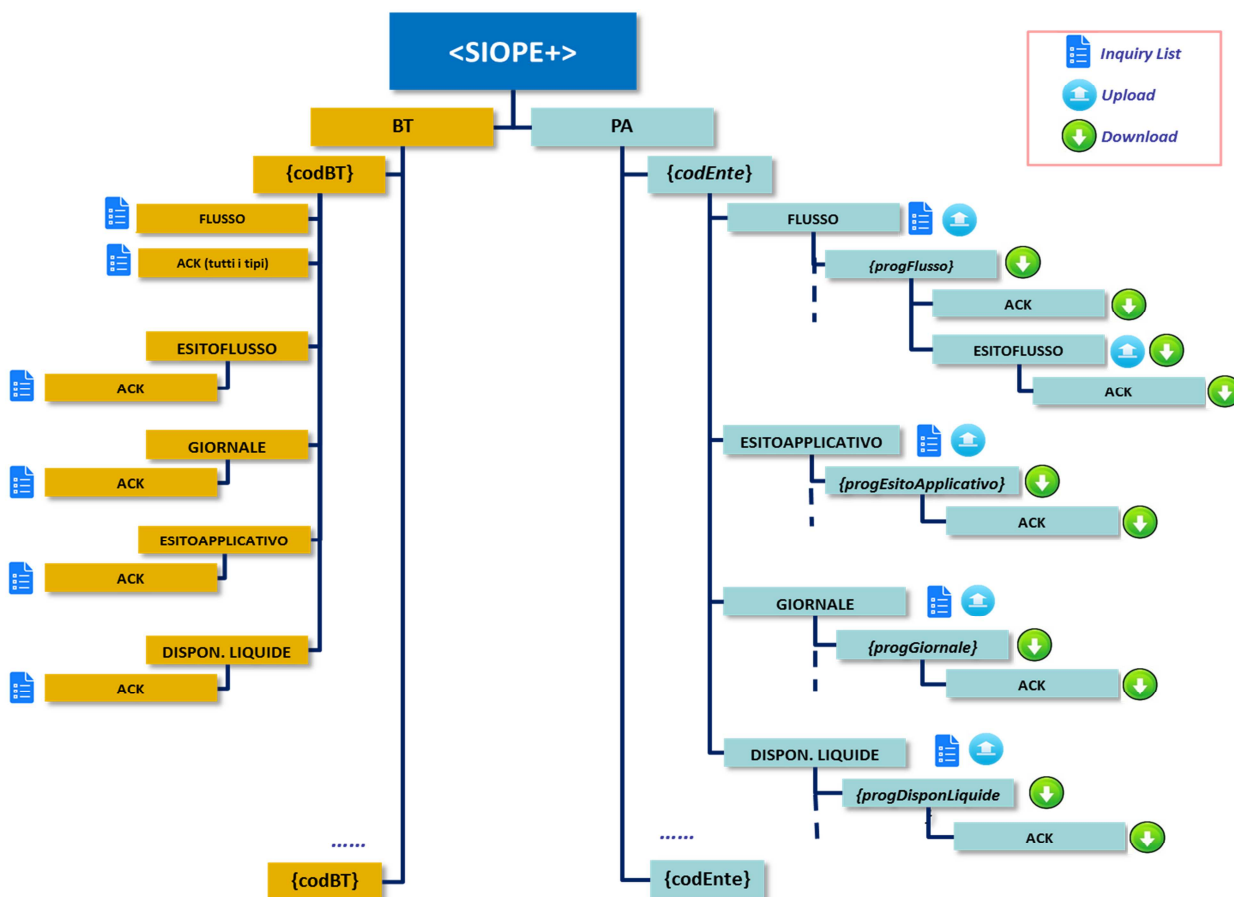 <SIOPE+>
Inquiry List
Upload
Download
BT
PA
{codBT}
{codEnte}
FLUSSO
ACK (tutti i tipi)
ESITOFLUSSO
ACK
GIORNALE
ACK
ESITOAPPLICATIVO
ACK
DISPON. LIQUIDE
ACK
......
{codBT}
FLUSSO
{progFlusso}
ACK
ESITOFLUSSO
ACK
ESITOAPPLICATIVO
{progEsitoApplicativo}
ACK
GIORNALE
{progGiornale}
ACK
DISPON. LIQUIDE
{progDisponLiquide
}
ACK
......
{codEnte}